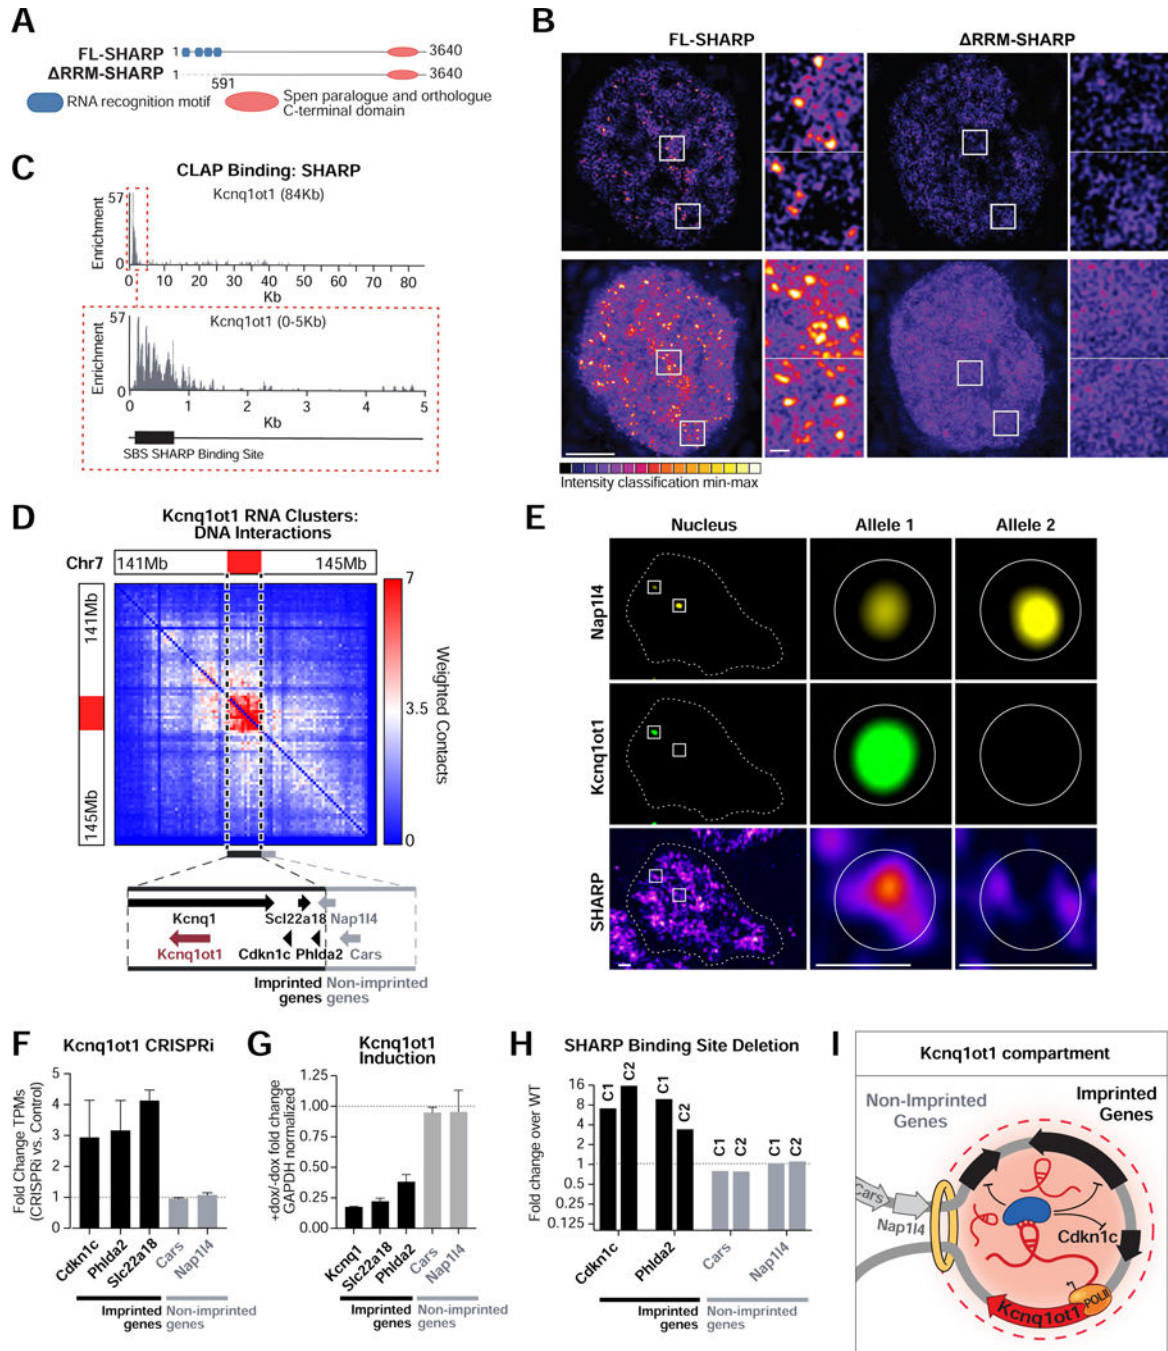 A
FL-SHARP 1 3640
ΔRRM-SHARP 1 591 3640
RNA recognition motif
Spen paralogue and orthologue
C-terminal domain
B
FL-SHARP ΔRRM-SHARP
Intensity classification min-max
C
CLAP Binding: SHARP
Kcnq1ot1 (84Kb)
Enrichment
57
0
0 10 20 25 30 40 50 60 70 80
Kb
Kcnq1ot1 (0-5Kb)
Enrichment
57
0
0 1 2 3 4 5
Kb
SBS SHARP Binding Site
D
Kcnq1ot1 RNA Clusters:
DNA Interactions
Chr7 141Mb 145Mb
141Mb
145Mb
7
3.5
0
Weighted Contacts
Kcnq1 Scl22a18 Nap1l4
Kcnq1ot1 Cdkn1c Phlda2 Cars
Imprinted genes
Non-imprinted genes
E
Nucleus Allele 1 Allele 2
Nap1l4
Kcnq1ot1
SHARP
F
Kcnq1ot1 CRISPRi
Fold Change TPMs
(CRISPRi vs. Control)
5
4
3
2
1
0
Cdkn1c Phlda2 Slc22a18 Cars Nap1l4
Imprinted genes
Non-imprinted genes
G
Kcnq1ot1
Induction
+dox/-dox fold change
GAPDH normalized
1.25
1.00
0.75
0.50
0.25
0.00
Kcnq1 Slc22a18 Phlda2 Cars Nap1l4
Imprinted genes
Non-imprinted genes
H
SHARP Binding Site Deletion
Fold change over WT
16
8
4
2
1
0.5
0.25
0.125
C1 C2 C1 C2 C1 C2 C1 C2
Cdkn1c Phlda2 Cars Nap1l4
Imprinted genes
Non-imprinted genes
I
Kcnq1ot1 compartment
Non-Imprinted
Genes
Imprinted
Genes
Cars
Nap1l4
Cdkn1c
Kcnq1ot1
POLII